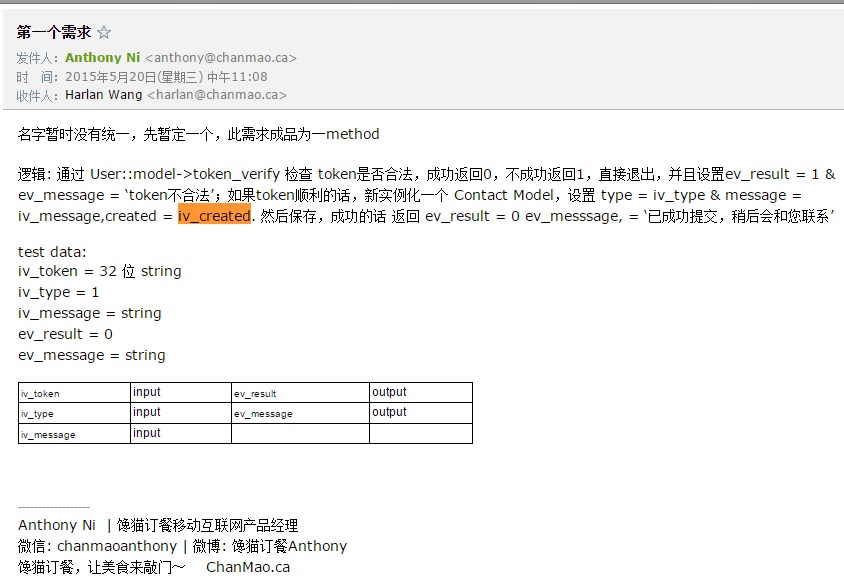 第一个需求 ☆
发件人: Anthony Ni <anthony@chanmao.ca>
时 间: 2015年5月20日(星期三) 中午11:08
收件人: Harlan Wang <harlan@chanmao.ca>
名字暂时没有统一，先暂定一个，此需求成品为一method
逻辑: 通过 User::model->token_verify 检查 token是否合法，成功返回0，不成功返回1，直接退出，并且设置ev_result = 1 &
ev_message = ‘token不合法’；如果token顺利的话，新实例化一个 Contact Model，设置 type = iv_type & message =
iv_message,created = iv_created. 然后保存，成功的话 返回 ev_result = 0 ev_messsage, = ‘已成功提交，稍后会和您联系’
test data:
iv_token = 32 位 string
iv_type = 1
iv_message = string
ev_result = 0
ev_message = string
iv_token input ev_result output
iv_type input ev_message output
iv_message input
------------------
Anthony Ni | 馋猫订餐移动互联网产品经理
微信: chanmaoanthony | 微博: 馋猫订餐Anthony
馋猫订餐，让美食来敲门～ ChanMao.ca